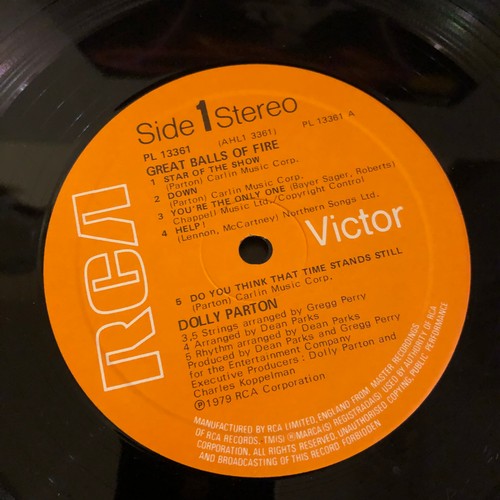 RCA
Side 1 Stereo
PL 13361 (AHL1 3361) PL 13361 A
GREAT BALLS OF FIRE
1 STAR OF THE SHOW
(Parton) Carlin Music Corp.
2 DOWN
(Parton) Carlin Music Corp.
3 YOU'RE THE ONLY ONE (Bayer Sager, Roberts)
Chappell Music Ltd./Copyright Control
4 HELP!
(Lennon, McCartney) Northern Songs Ltd.
Victor
5 DO YOU THINK THAT TIME STANDS STILL
(Parton) Carlin Music Corp.
DOLLY PARTON
3,5 Strings arranged by Gregg Perry
4 Arranged by Dean Parks
5 Rhythm arranged by Dean Parks
Produced by Dean Parks and Gregg Perry
for the Entertainment Company
Executive Producers : Dolly Parton and
Charles Koppelman
℗ 1979 RCA Corporation
MANUFACTURED BY RCA LIMITED, ENGLAND FROM MASTER RECORDINGS
OF RCA RECORDS. TM(S) ® MARCA(S) REGISTRADA(S) USED BY AUTHORITY OF RCA
CORPORATION. ALL RIGHTS RESERVED. UNAUTHORISED COPYING, PUBLIC PERFORMANCE
AND BROADCASTING OF THIS RECORD FORBIDDEN